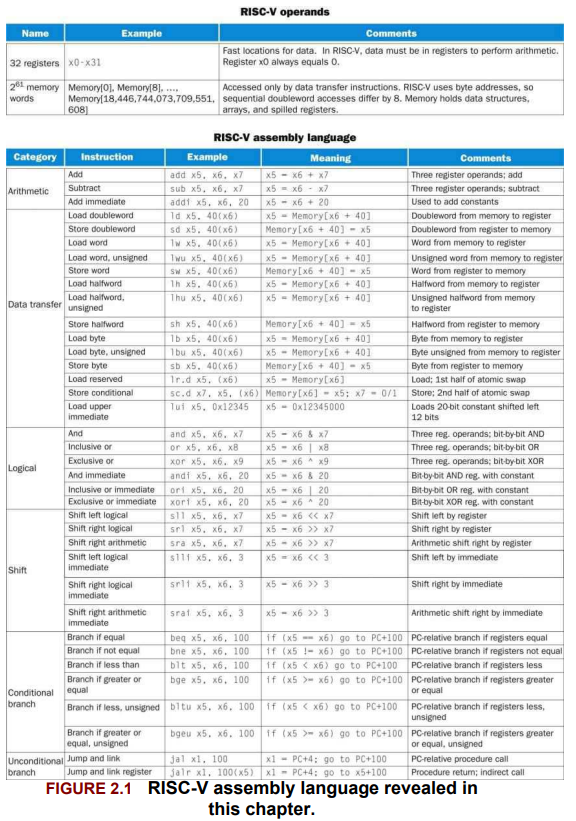 RISC-V operands
Name Example Comments
32 registers x0-x31 Fast locations for data. In RISC-V, data must be in registers to perform arithmetic.
Register x0 always equals 0.
2^61 memory Memory[0], Memory[8], ..., Accessed only by data transfer instructions. RISC-V uses byte addresses, so
words Memory[18,446,744,073,709,551, sequential doubleword accesses differ by 8. Memory holds data structures,
608] arrays, and spilled registers.
RISC-V assembly language
Category Instruction Example Meaning Comments
Arithmetic
Add add x5, x6, x7 x5 = x6 + x7 Three register operands; add
Subtract sub x5, x6, x7 x5 = x6 - x7 Three register operands; subtract
Add immediate addi x5, x6, 20 x5 = x6 + 20 Used to add constants
Data transfer
Load doubleword ld x5, 40(x6) x5 = Memory[x6 + 40] Doubleword from memory to register
Store doubleword sd x5, 40(x6) Memory[x6 + 40] = x5 Doubleword from register to memory
Load word lw x5, 40(x6) x5 = Memory[x6 + 40] Word from memory to register
Load word, unsigned lwu x5, 40(x6) x5 = Memory[x6 + 40] Unsigned word from memory to register
Store word sw x5, 40(x6) Memory[x6 + 40] = x5 Word from register to memory
Load halfword lh x5, 40(x6) x5 = Memory[x6 + 40] Halfword from memory to register
Load halfword, lhu x5, 40(x6) x5 = Memory[x6 + 40] Unsigned halfword from memory
unsigned to register
Store halfword sh x5, 40(x6) Memory[x6 + 40] = x5 Halfword from register to memory
Load byte lb x5, 40(x6) x5 = Memory[x6 + 40] Byte from memory to register
Load byte, unsigned lbu x5, 40(x6) x5 = Memory[x6 + 40] Byte unsigned from memory to register
Store byte sb x5, 40(x6) Memory[x6 + 40] = x5 Byte from register to memory
Load reserved lr.d x5, (x6) x5 = Memory[x6] Load; 1st half of atomic swap
Store conditional sc.d x7, x5, (x6) Memory[x6] = x5; x7 = 0/1 Store; 2nd half of atomic swap
Load upper lui x5, 0x12345 x5 = 0x12345000 Loads 20-bit constant shifted left
immediate 12 bits
Logical
And and x5, x6, x7 x5 = x6 & x7 Three reg. operands; bit-by-bit AND
Inclusive or or x5, x6, x8 x5 = x6 | x8 Three reg. operands; bit-by-bit OR
Exclusive or xor x5, x6, x9 x5 = x6 ^ x9 Three reg. operands; bit-by-bit XOR
And immediate andi x5, x6, 20 x5 = x6 & 20 Bit-by-bit AND reg. with constant
Inclusive or immediate ori x5, x6, 20 x5 = x6 | 20 Bit-by-bit OR reg. with constant
Exclusive or immediate xori x5, x6, 20 x5 = x6 ^ 20 Bit-by-bit XOR reg. with constant
Shift
Shift left logical sll x5, x6, x7 x5 = x6 << x7 Shift left by register
Shift right logical srl x5, x6, x7 x5 = x6 >> x7 Shift right by register
Shift right arithmetic sra x5, x6, x7 x5 = x6 >> x7 Arithmetic shift right by register
Shift left logical slli x5, x6, 3 x5 = x6 << 3 Shift left by immediate
immediate
Shift right logical srli x5, x6, 3 x5 = x6 >> 3 Shift right by immediate
immediate
Shift right arithmetic srai x5, x6, 3 x5 = x6 >> 3 Arithmetic shift right by immediate
immediate
Conditional
branch
Branch if equal beq x5, x6, 100 if (x5 == x6) go to PC+100 PC-relative branch if registers equal
Branch if not equal bne x5, x6, 100 if (x5 != x6) go to PC+100 PC-relative branch if registers not equal
Branch if less than blt x5, x6, 100 if (x5 < x6) go to PC+100 PC-relative branch if registers less
Branch if greater or bge x5, x6, 100 if (x5 >= x6) go to PC+100 PC-relative branch if registers greater
equal or equal
Branch if less, unsigned bltu x5, x6, 100 if (x5 < x6) go to PC+100 PC-relative branch if registers less,
unsigned
Branch if greater or bgeu x5, x6, 100 if (x5 >= x6) go to PC+100 PC-relative branch if registers greater
equal, unsigned or equal, unsigned
Unconditional
branch
Jump and link jal x1, 100 x1 = PC+4; go to PC+100 PC-relative procedure call
Jump and link register jalr x1, 100(x5) x1 = PC+4; go to x5+100 Procedure return; indirect call
FIGURE 2.1 RISC-V assembly language revealed in
this chapter.